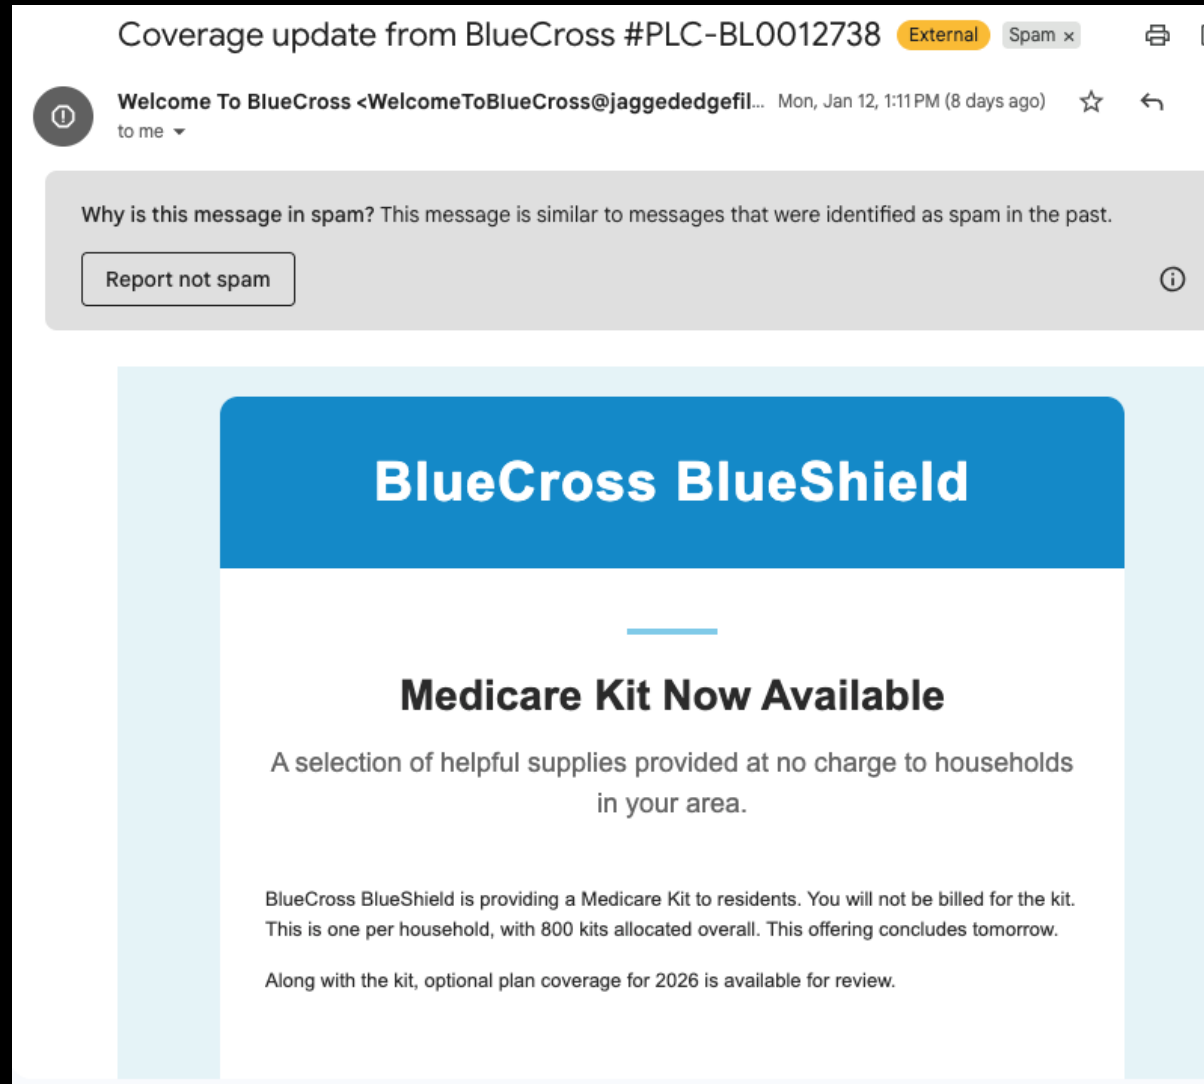 Coverage update from BlueCross #PLC-BL0012738 External Spam ×
Welcome To BlueCross <WelcomeToBlueCross@jaggededgefil... Mon, Jan 12, 1:11 PM (8 days ago)
to me
Why is this message in spam? This message is similar to messages that were identified as spam in the past.
Report not spam
BlueCross BlueShield
Medicare Kit Now Available
A selection of helpful supplies provided at no charge to households
in your area.
BlueCross BlueShield is providing a Medicare Kit to residents. You will not be billed for the kit.
This is one per household, with 800 kits allocated overall. This offering concludes tomorrow.
Along with the kit, optional plan coverage for 2026 is available for review.